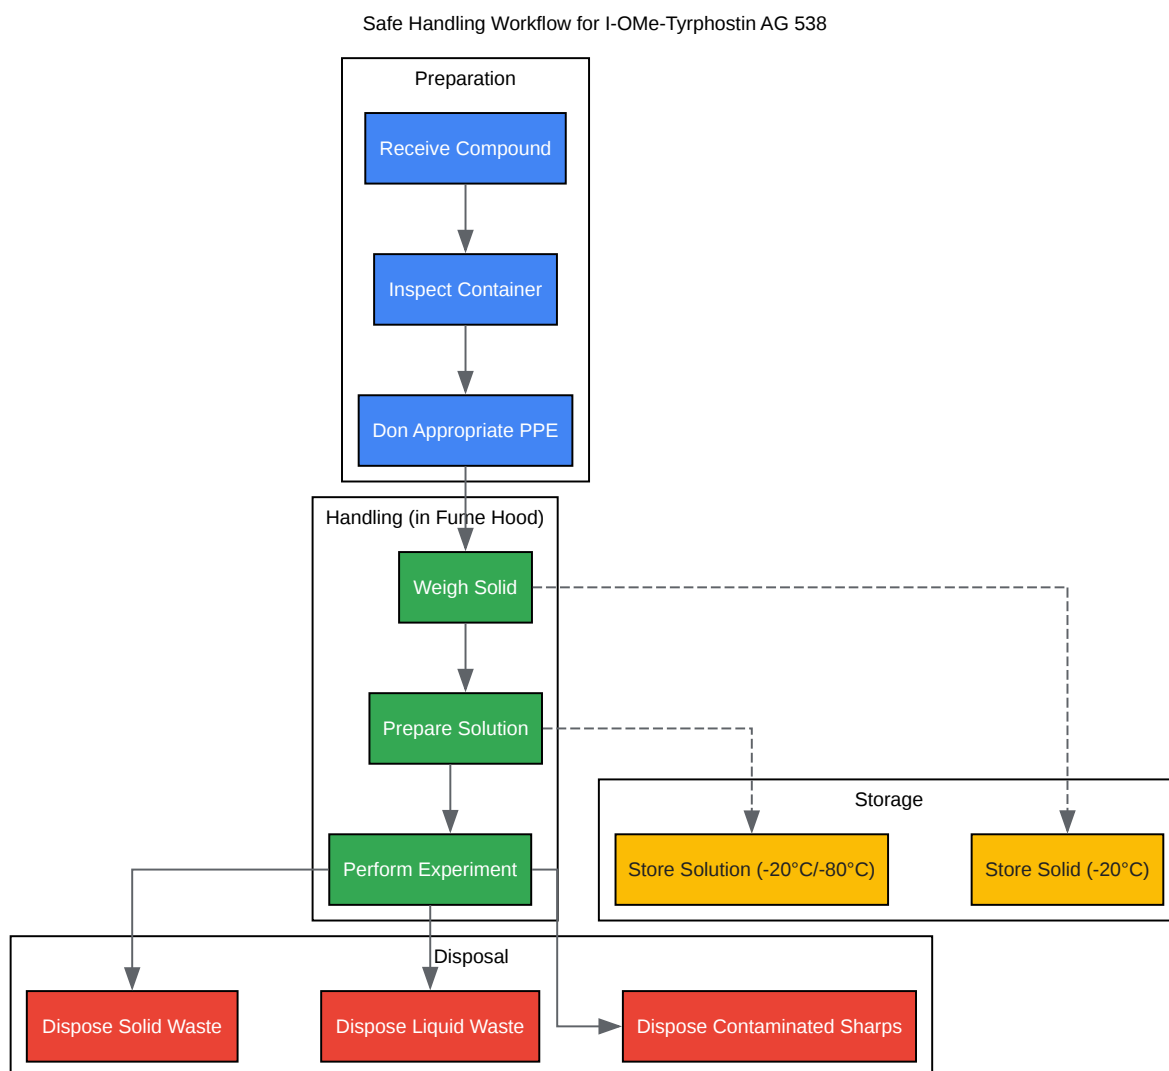 Safe Handling Workflow for I-OMe-Tyrphostin AG 538
Preparation
Receive Compound
Inspect Container
Don Appropriate PPE
Handling (in Fume Hood)
Weigh Solid
Prepare Solution
Perform Experiment
Storage
Store Solution (-20°C/-80°C)
Store Solid (-20°C)
Disposal
Dispose Solid Waste
Dispose Liquid Waste
Dispose Contaminated Sharps